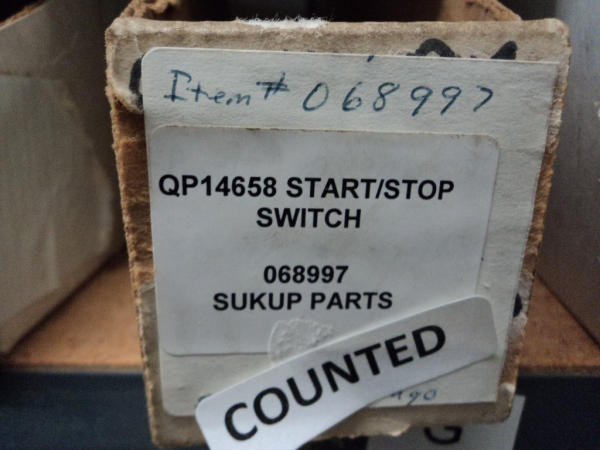 Item# 068997
QP14658 START/STOP
SWITCH
068997
SUKUP PARTS
COUNTED
G